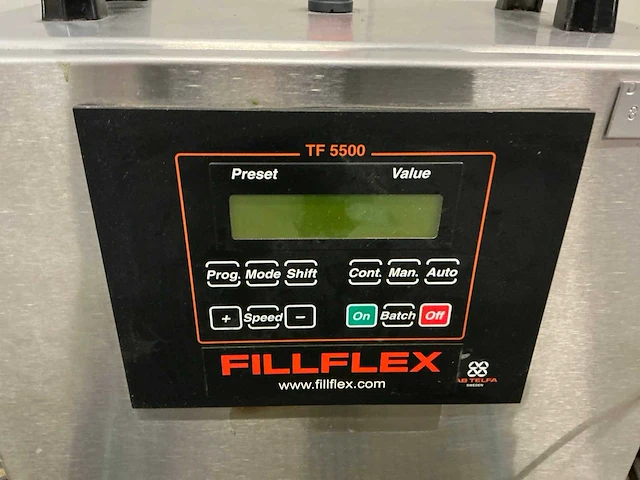 TF 5500
Preset Value
Prog. Mode Shift Cont. Man. Auto
+ Speed − On Batch Off
FILLFLEX
www.fillflex.com
AB TELFA
SWEDEN